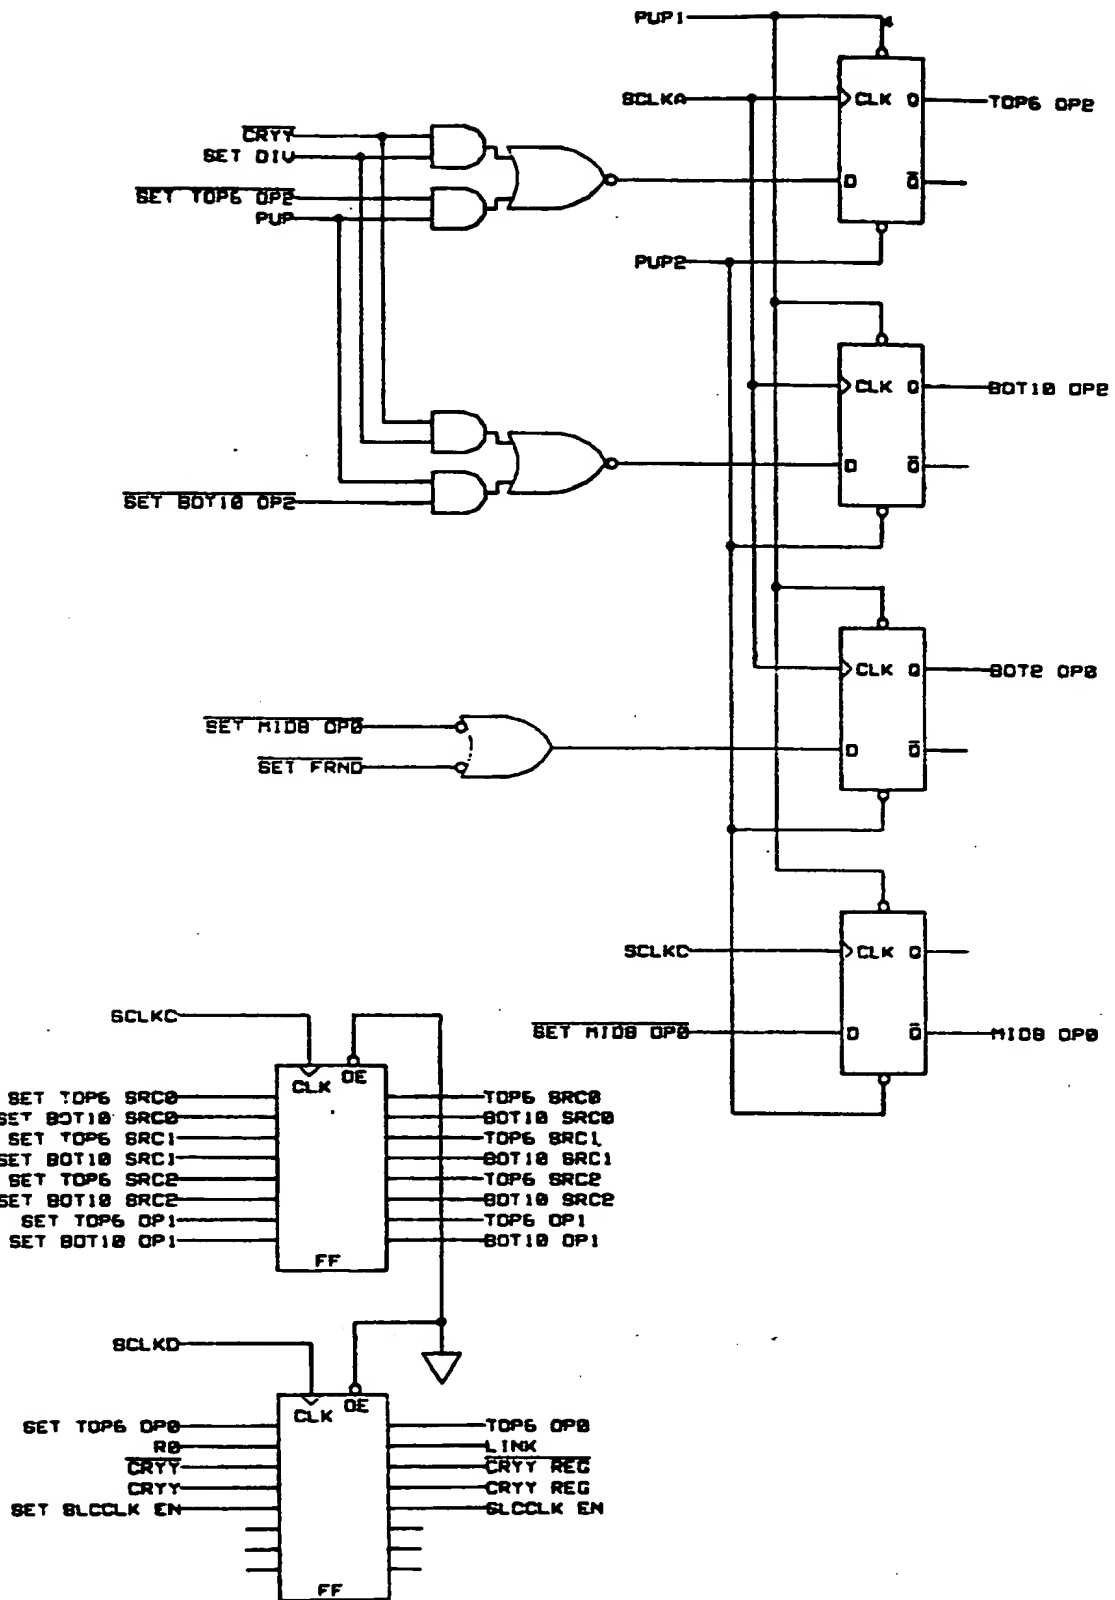 PUP1
SCLKA
CLK Q
TOP6 OP2
CRYY
SET DIV
SET TOP6 OP2
PUP
D Q
PUP2
CLK Q
BOT10 OP2
D Q
SET BOT10 OP2
CLK Q
BOT2 OP0
SET MID8 OP0
SET FRND
D Q
SCLKC
CLK Q
SET MID8 OP0
D Q
MID8 OP0
SCLKC
CLK OE
SET TOP6 SRC0
TOP6 SRC0
SET BOT10 SRC0
BOT10 SRC0
SET TOP6 SRC1
TOP6 SRC1
SET BOT10 SRC1
BOT10 SRC1
SET TOP6 SRC2
TOP6 SRC2
SET BOT10 SRC2
BOT10 SRC2
SET TOP6 OP1
TOP6 OP1
SET BOT10 OP1
BOT10 OP1
FF
SCLKD
CLK OE
SET TOP6 OP0
TOP6 OP0
R0
LINK
CRYY
CRYY REG
CRYY
CRYY REG
SET SLCCLK EN
SLCCLK EN
FF